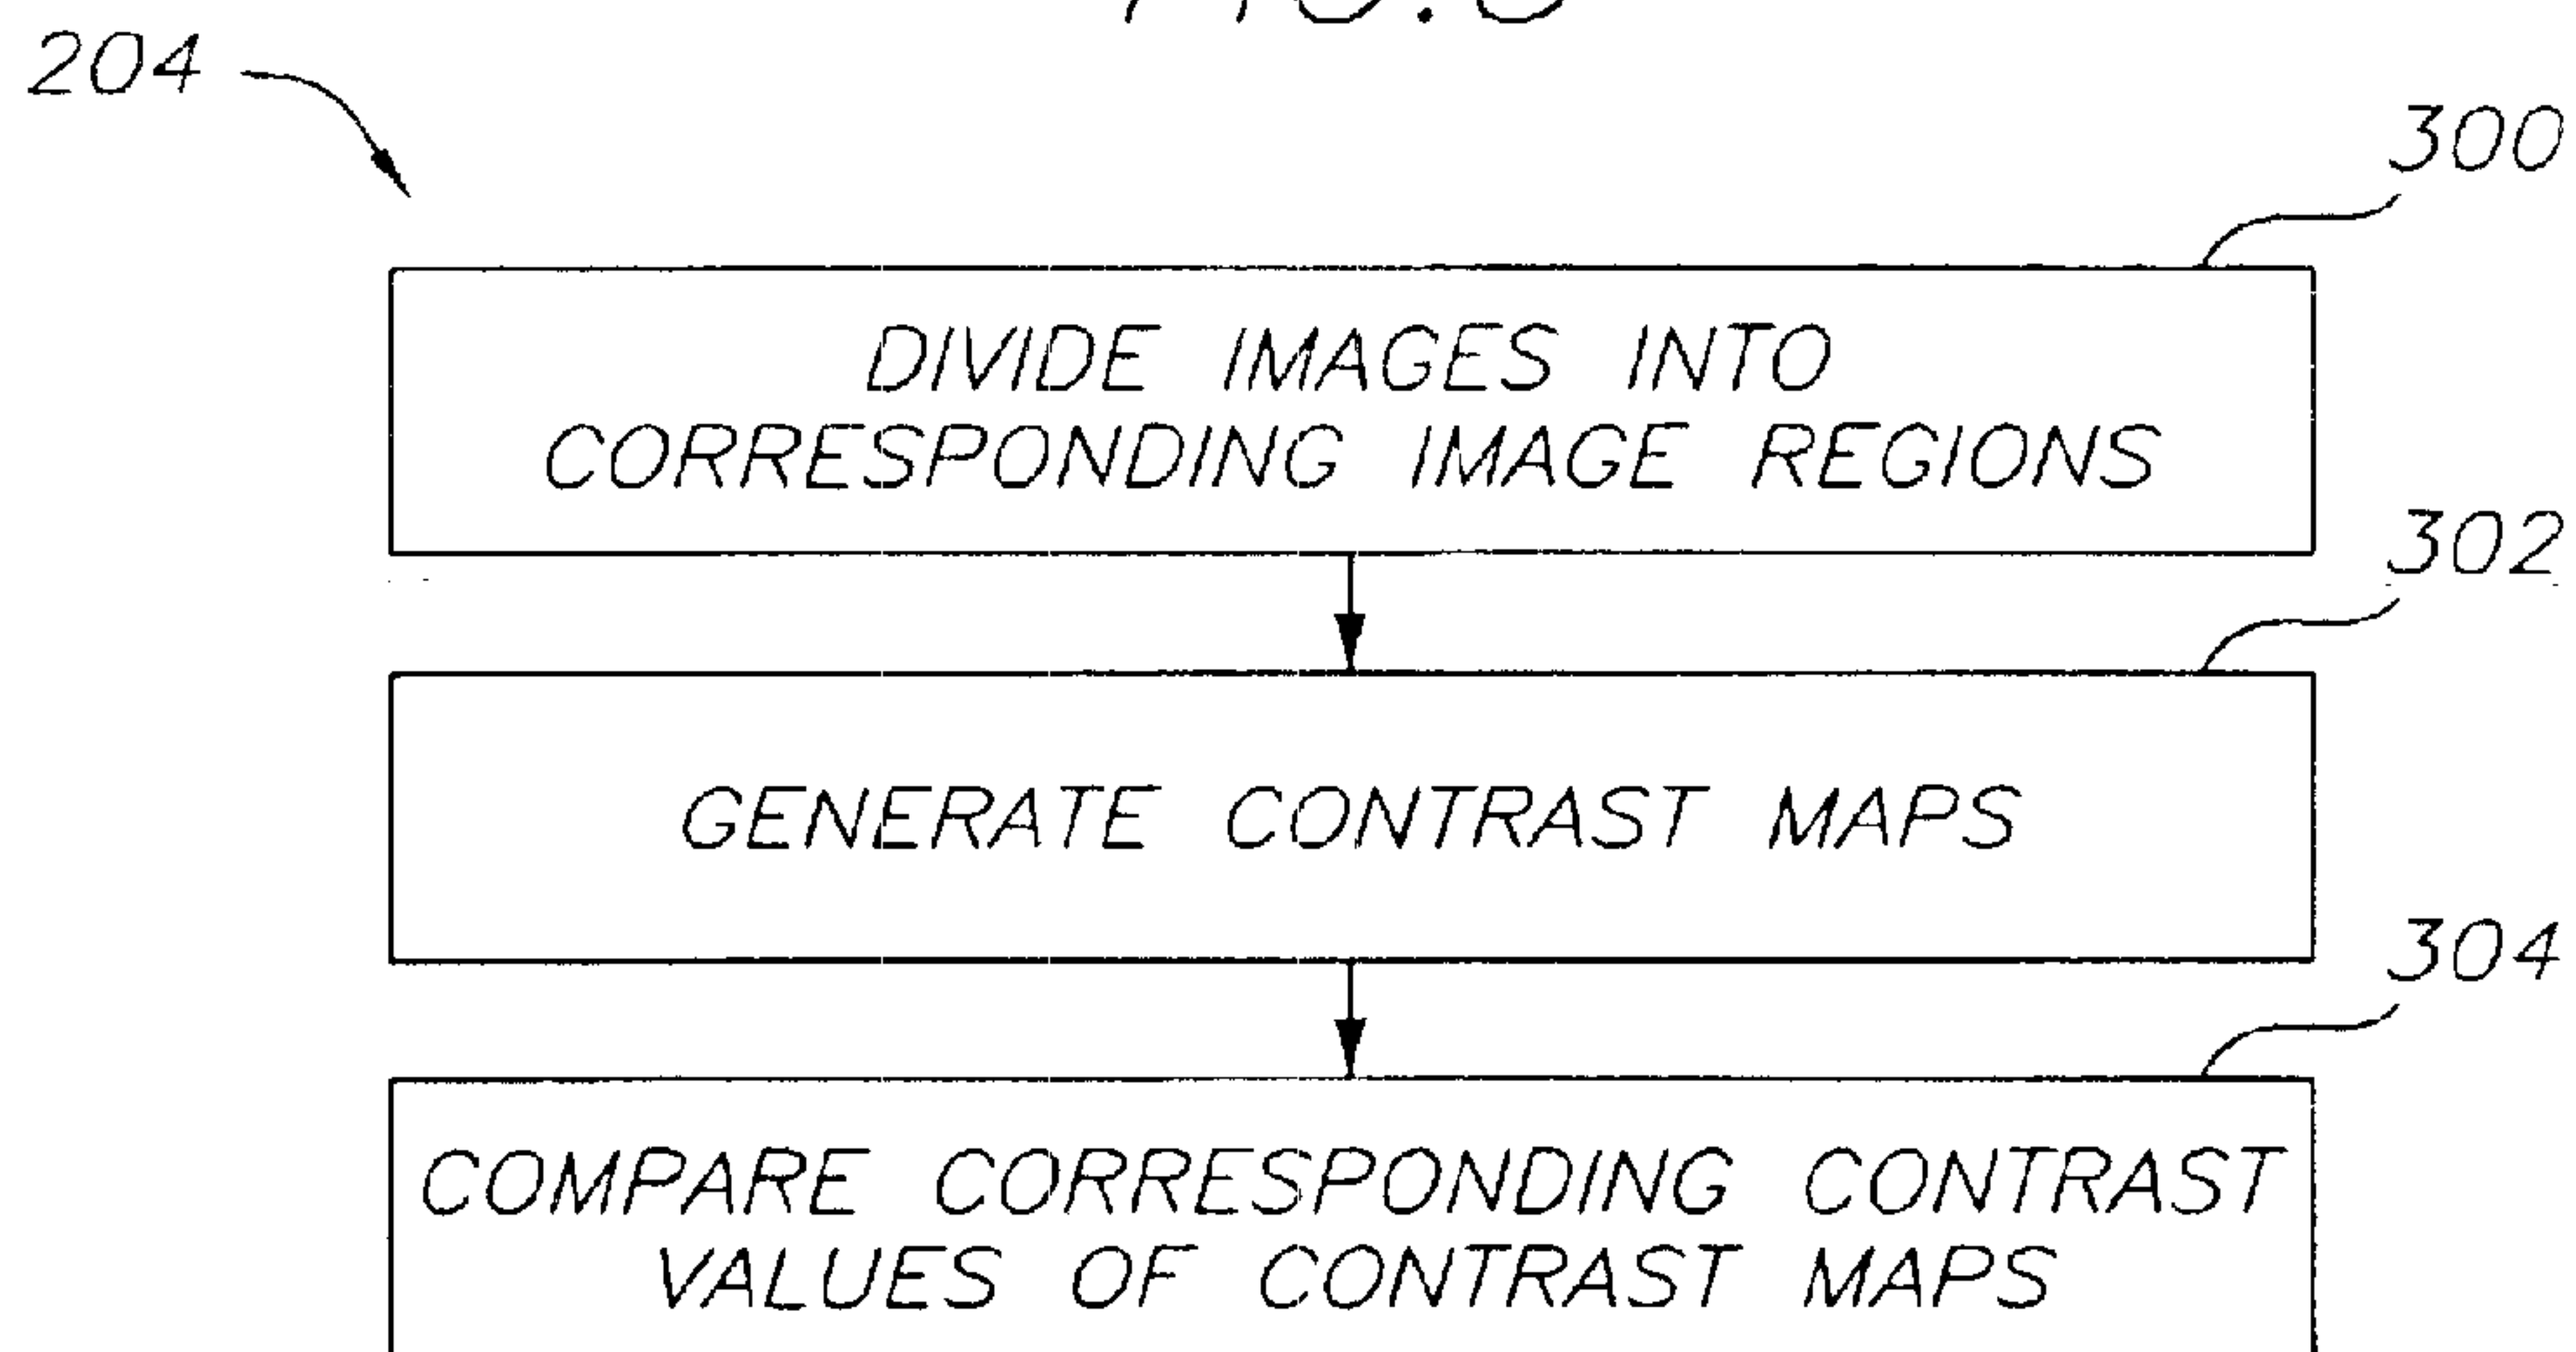 204
300
DIVIDE IMAGES INTO
CORRESPONDING IMAGE REGIONS
302
GENERATE CONTRAST MAPS
304
COMPARE CORRESPONDING CONTRAST
VALUES OF CONTRAST MAPS